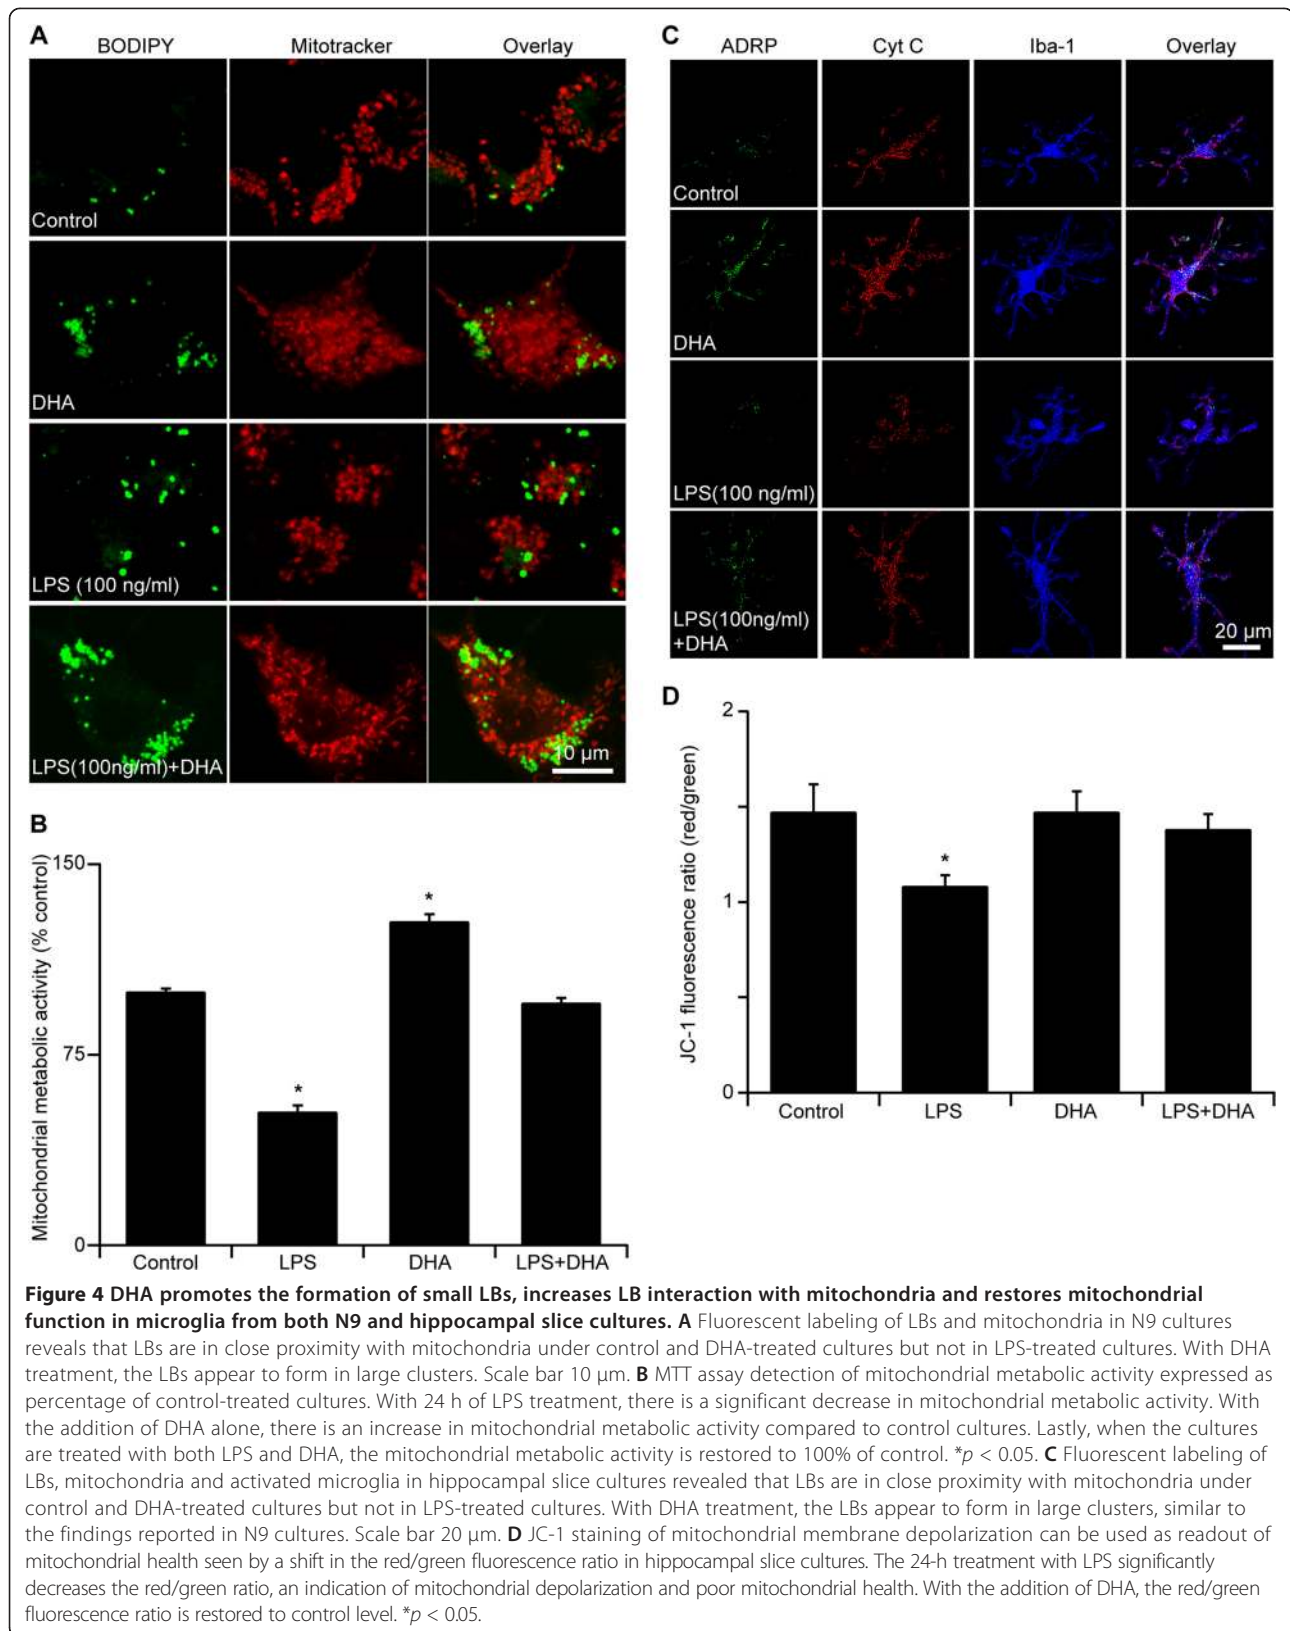 A
BODIPY Mitotracker Overlay
Control
DHA
LPS (100 ng/ml)
LPS(100ng/ml)+DHA
10 µm
B
Mitochondrial metabolic activity (% control)
150
75
0
*
*
Control LPS DHA LPS+DHA
C
ADRP Cyt C Iba-1 Overlay
Control
DHA
LPS(100 ng/ml)
LPS(100ng/ml)
+DHA
20 µm
D
JC-1 fluorescence ratio (red/green)
2
1
0
*
Control LPS DHA LPS+DHA
Figure 4 DHA promotes the formation of small LBs, increases LB interaction with mitochondria and restores mitochondrial
function in microglia from both N9 and hippocampal slice cultures. A Fluorescent labeling of LBs and mitochondria in N9 cultures
reveals that LBs are in close proximity with mitochondria under control and DHA-treated cultures but not in LPS-treated cultures. With DHA
treatment, the LBs appear to form in large clusters. Scale bar 10 µm. B MTT assay detection of mitochondrial metabolic activity expressed as
percentage of control-treated cultures. With 24 h of LPS treatment, there is a significant decrease in mitochondrial metabolic activity. With
the addition of DHA alone, there is an increase in mitochondrial metabolic activity compared to control cultures. Lastly, when the cultures
are treated with both LPS and DHA, the mitochondrial metabolic activity is restored to 100% of control. *p < 0.05. C Fluorescent labeling of
LBs, mitochondria and activated microglia in hippocampal slice cultures revealed that LBs are in close proximity with mitochondria under
control and DHA-treated cultures but not in LPS-treated cultures. With DHA treatment, the LBs appear to form in large clusters, similar to
the findings reported in N9 cultures. Scale bar 20 µm. D JC-1 staining of mitochondrial membrane depolarization can be used as readout of
mitochondrial health seen by a shift in the red/green fluorescence ratio in hippocampal slice cultures. The 24-h treatment with LPS significantly
decreases the red/green ratio, an indication of mitochondrial depolarization and poor mitochondrial health. With the addition of DHA, the red/green
fluorescence ratio is restored to control level. *p < 0.05.